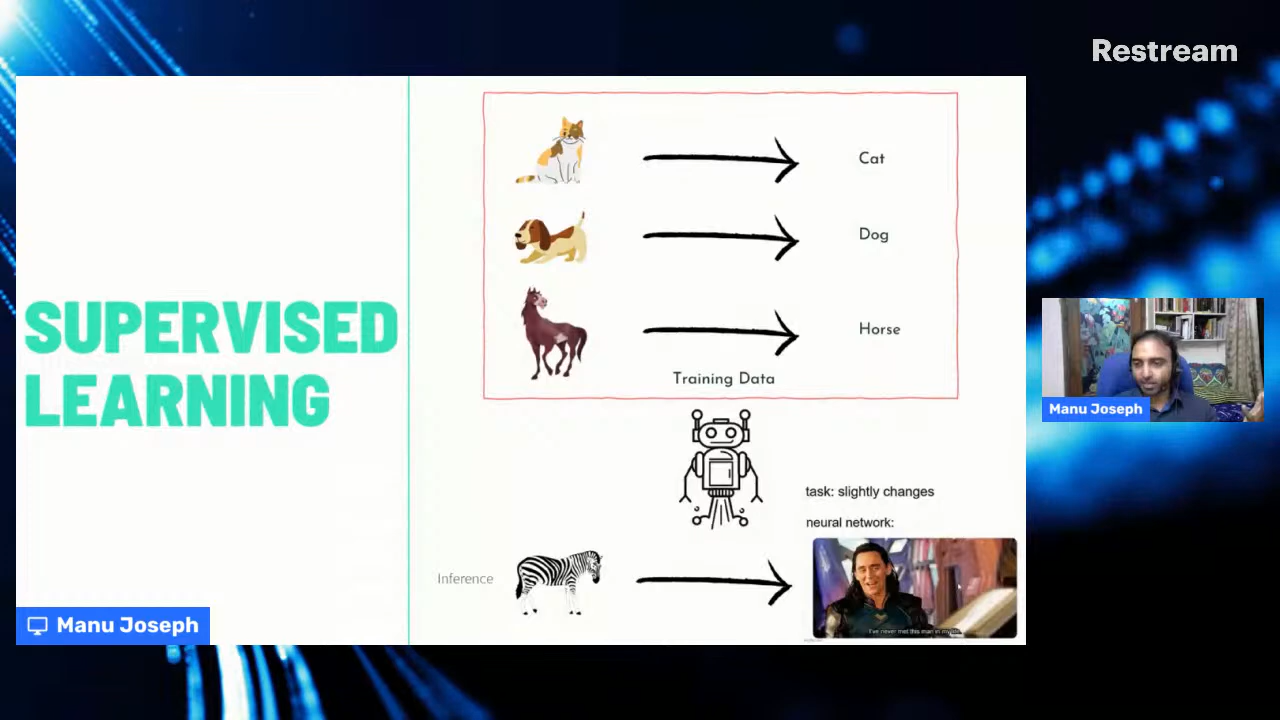 Restream
SUPERVISED
LEARNING
Cat
Dog
Horse
Training Data
task: slightly changes
neural network:
Inference
I've never met this man in my life.
Manu Joseph
Manu Joseph